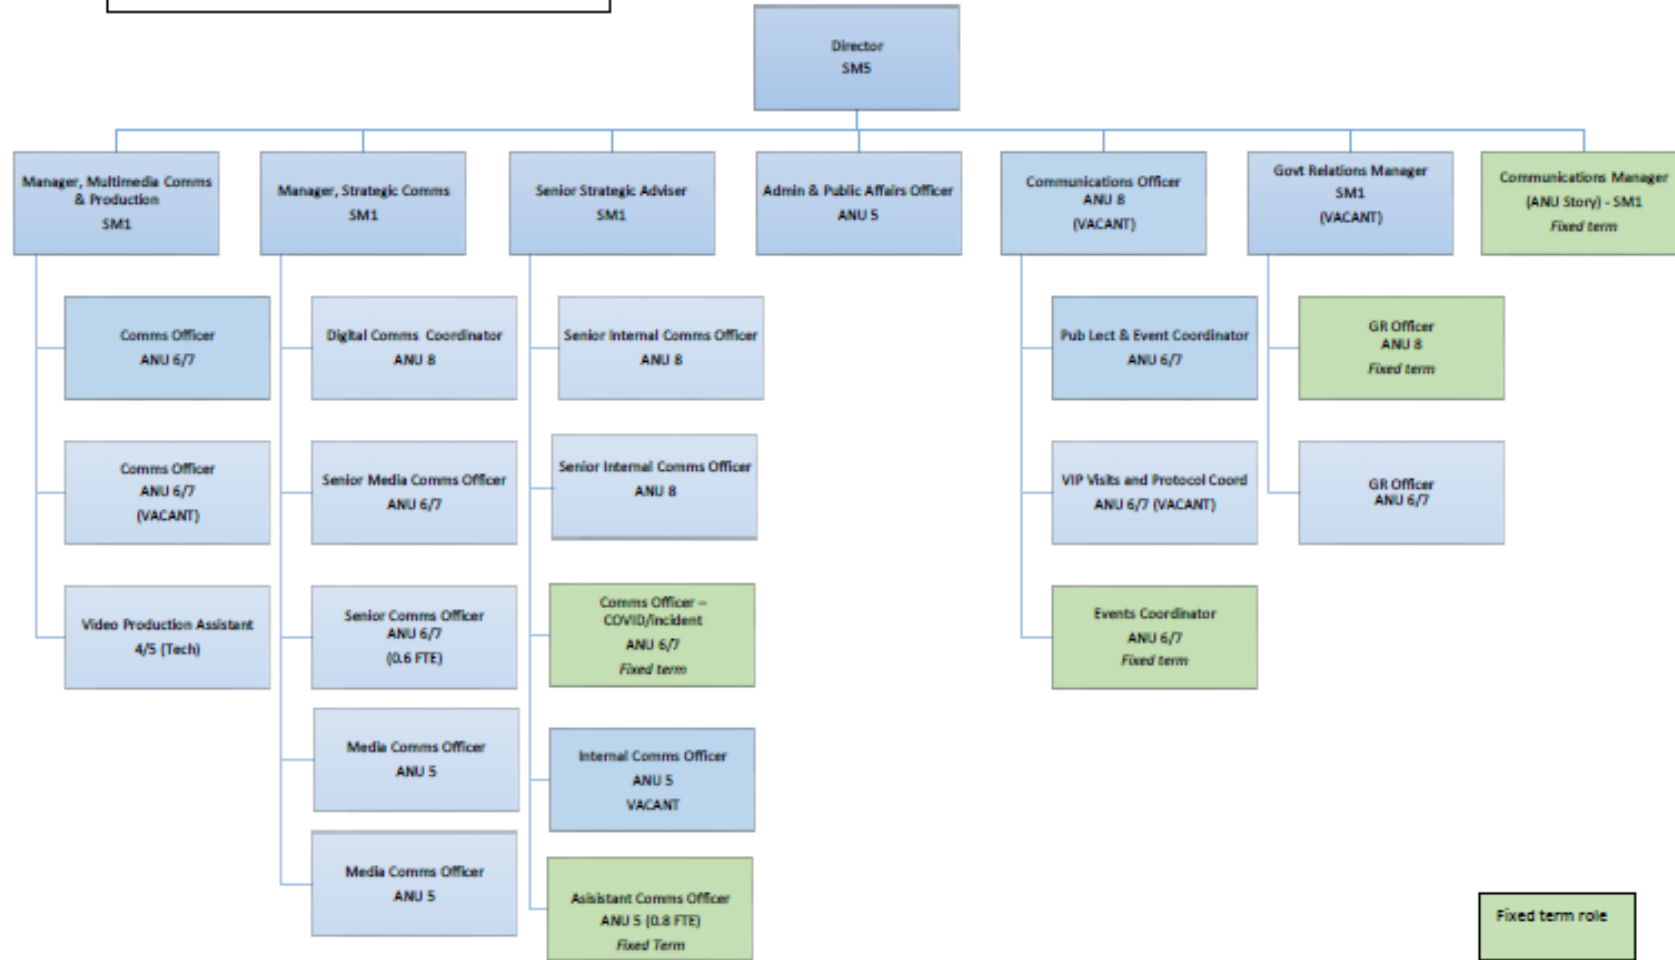 Director
SM5
Manager, Multimedia Comms
& Production
SM1
Manager, Strategic Comms
SM1
Senior Strategic Adviser
SM1
Admin & Public Affairs Officer
ANU 5
Communications Officer
ANU 8
(VACANT)
Govt Relations Manager
SM1
(VACANT)
Communications Manager
(ANU Story) - SM1
Fixed term
Comms Officer
ANU 6/7
Digital Comms Coordinator
ANU 8
Senior Internal Comms Officer
ANU 8
Pub Lect & Event Coordinator
ANU 6/7
GR Officer
ANU 8
Fixed term
Comms Officer
ANU 6/7
(VACANT)
Senior Media Comms Officer
ANU 6/7
Senior Internal Comms Officer
ANU 8
VIP Visits and Protocol Coord
ANU 6/7 (VACANT)
GR Officer
ANU 6/7
Video Production Assistant
4/5 (Tech)
Senior Comms Officer
ANU 6/7
(0.6 FTE)
Comms Officer –
COVID/incident
ANU 6/7
Fixed term
Events Coordinator
ANU 6/7
Fixed term
Media Comms Officer
ANU 5
Internal Comms Officer
ANU 5
VACANT
Media Comms Officer
ANU 5
Asisistant Comms Officer
ANU 5 (0.8 FTE)
Fixed Term
Fixed term role